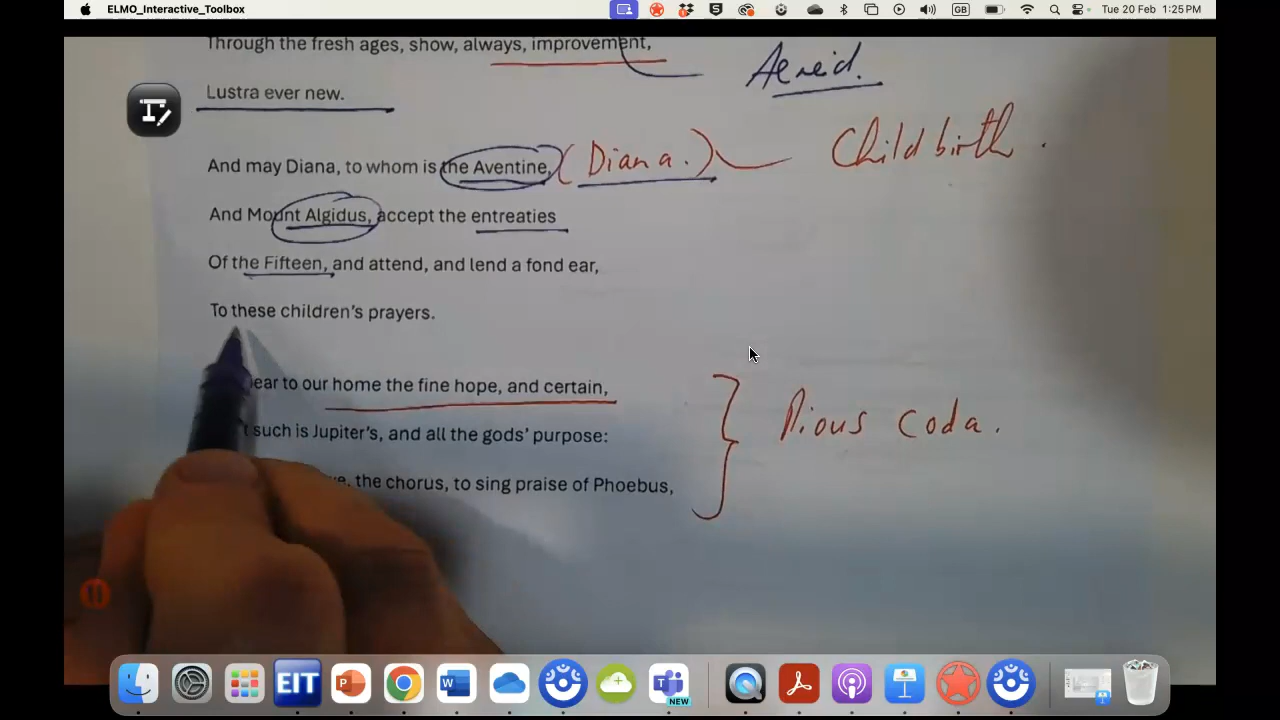 ELMO_Interactive_Toolbox
GB
Tue 20 Feb 1:25PM
Through the fresh ages, show, always, improvement,
Aeneid.
Lustra ever new.
And may Diana, to whom is the Aventine, (Diana.) Childbirth.
And Mount Algidus, accept the entreaties
Of the Fifteen, and attend, and lend a fond ear,
To these children's prayers.
to our home the fine hope, and certain,
such is Jupiter's, and all the gods' purpose:
Pious coda.
the chorus, to sing praise of Phoebus,
11
EIT
P
W
T
NEW